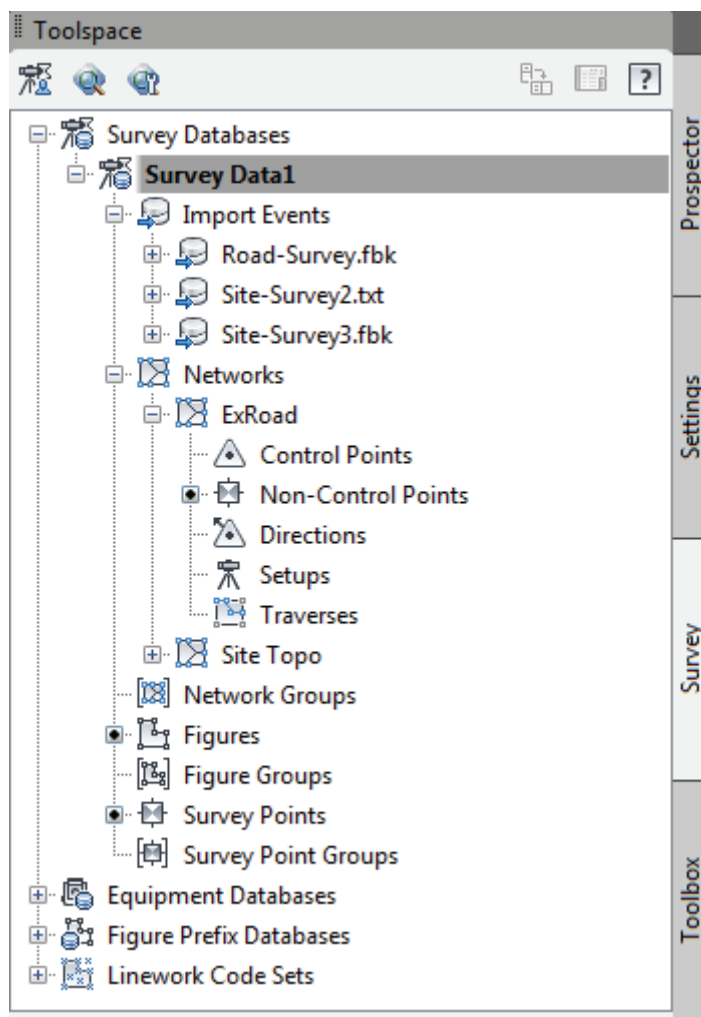 Toolspace
?
Survey Databases
Survey Data1
Import Events
Road-Survey.fbk
Site-Survey2.txt
Site-Survey3.fbk
Networks
ExRoad
Control Points
Non-Control Points
Directions
Setups
Traverses
Site Topo
Network Groups
Figures
Figure Groups
Survey Points
Survey Point Groups
Equipment Databases
Figure Prefix Databases
Linework Code Sets
Prospector
Settings
Survey
Toolbox